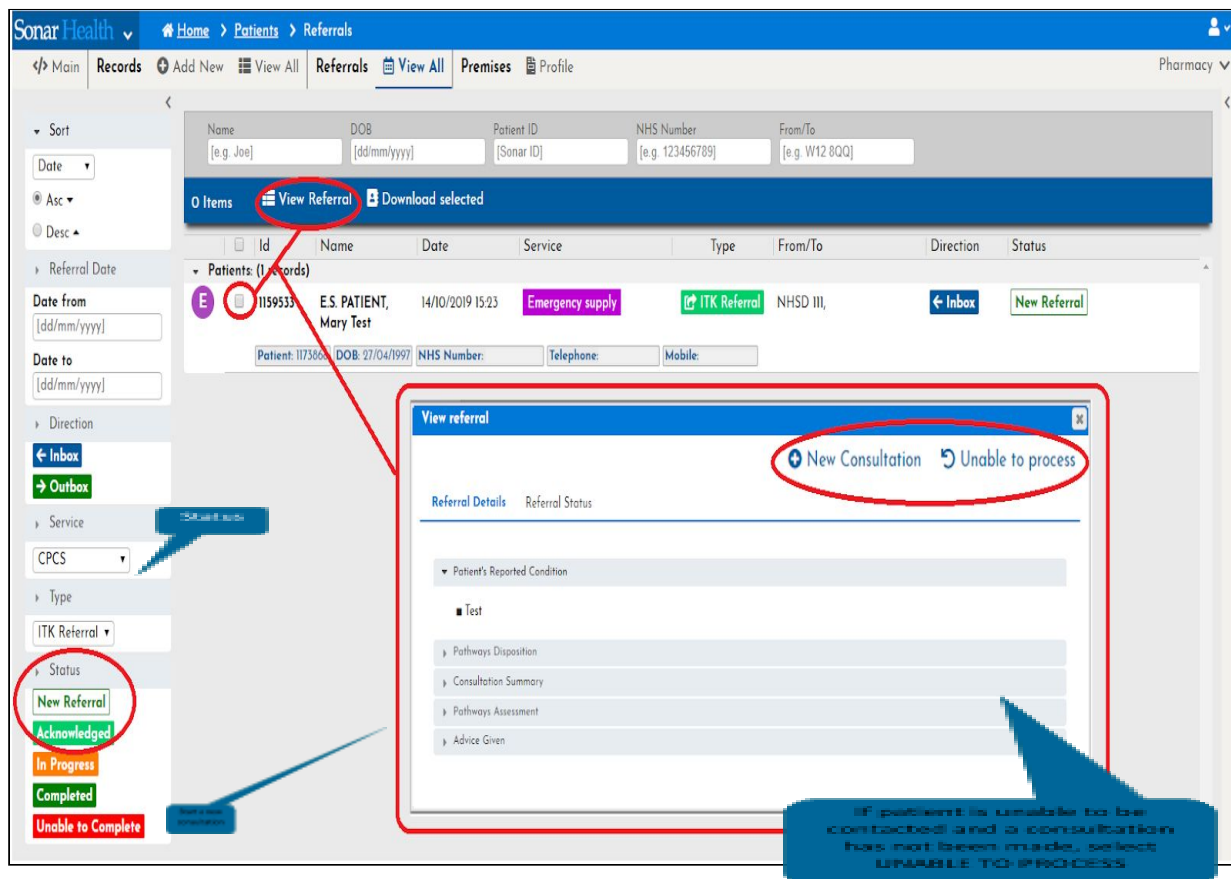 Sonar Health Home > Patients > Referrals
</> Main Records Add New View All Referrals View All Premises Profile Pharmacy
Sort
Date
Asc
Desc
Referral Date
Date from
[dd/mm/yyyy]
Date to
[dd/mm/yyyy]
Direction
← Inbox
→ Outbox
Service
CPCS
Type
ITK Referral
Status
New Referral
Acknowledged
In Progress
Completed
Unable to Complete
Name DOB Patient ID NHS Number From/To
[e.g. Joe] [dd/mm/yyyy] [Sonar ID] [e.g. 123456789] [e.g. W12 8QQ]
0 Items View Referral Download selected
Id Name Date Service Type From/To Direction Status
Patients: (1 records)
E 1159533 E.S. PATIENT, 14/10/2019 15:23 Emergency supply ITK Referral NHSD 111, ← Inbox New Referral
Mary Test
Patient: 1173868 DOB: 27/04/1997 NHS Number: Telephone: Mobile:
View referral x
New Consultation Unable to process
Referral Details Referral Status
Patient's Reported Condition
Test
Pathways Disposition
Consultation Summary
Pathways Assessment
Advice Given
If patient is unable to be
contacted and a consultation
has not been made, select
UNABLE TO PROCESS